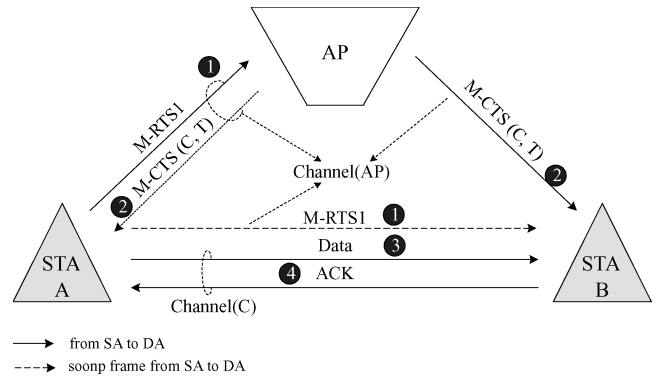 AP
1
M-RTS1
M-CTS (C, T)
2
M-CTS (C, T)
2
Channel(AP)
M-RTS1 1
Data 3
4 ACK
Channel(C)
STA
A
STA
B
from SA to DA
soonp frame from SA to DA